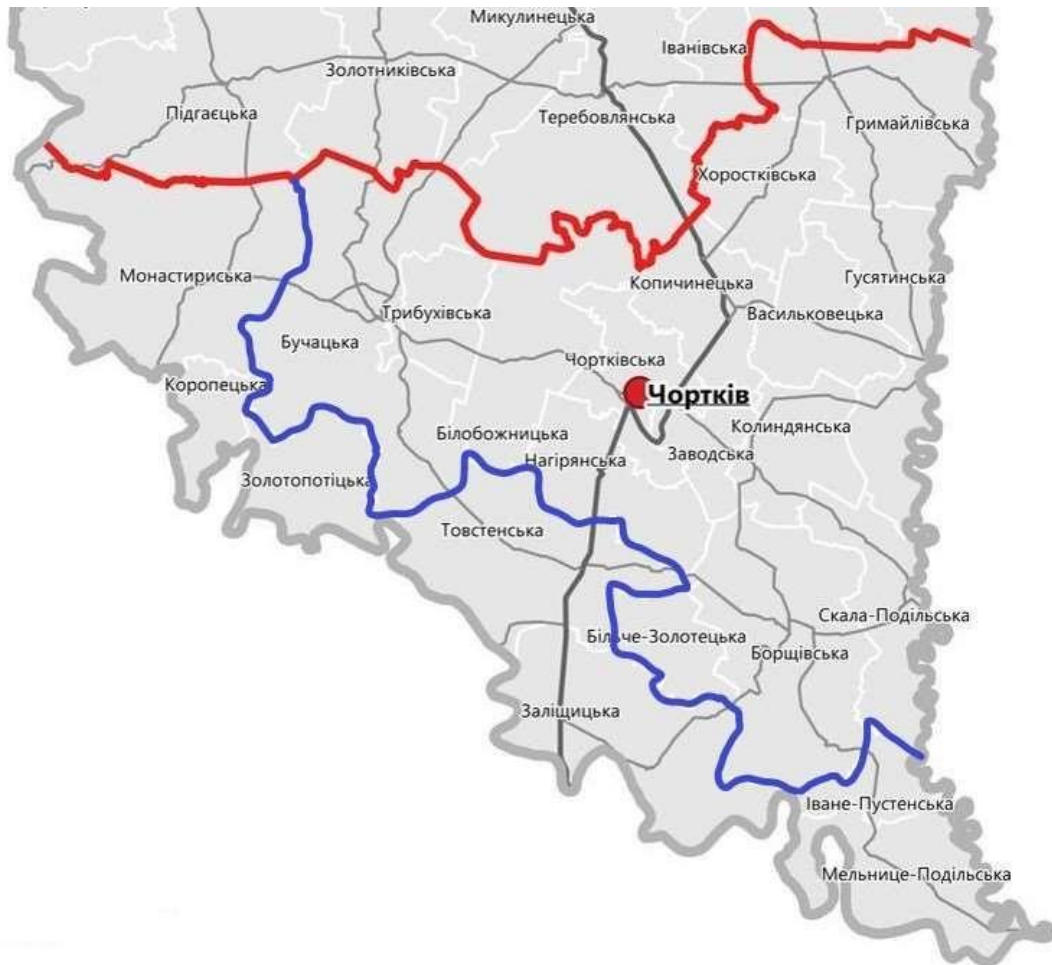 Микулинецька
Іванівська
Золотниківська
Підгаєцька
Теребовлянська
Гримайлівська
Хоростківська
Монастириська
Копичинецька
Гусятинська
Трибухівська
Васильковецька
Бучацька
Чортківська
Коропецька
Чортків
Колиндянська
Білобожницька
Нагірянська
Заводська
Золотопотіцька
Товстенська
Скала-Подільська
Більче-Золотецька
Борщівська
Заліщицька
Іване-Пустенська
Мельнице-Подільська